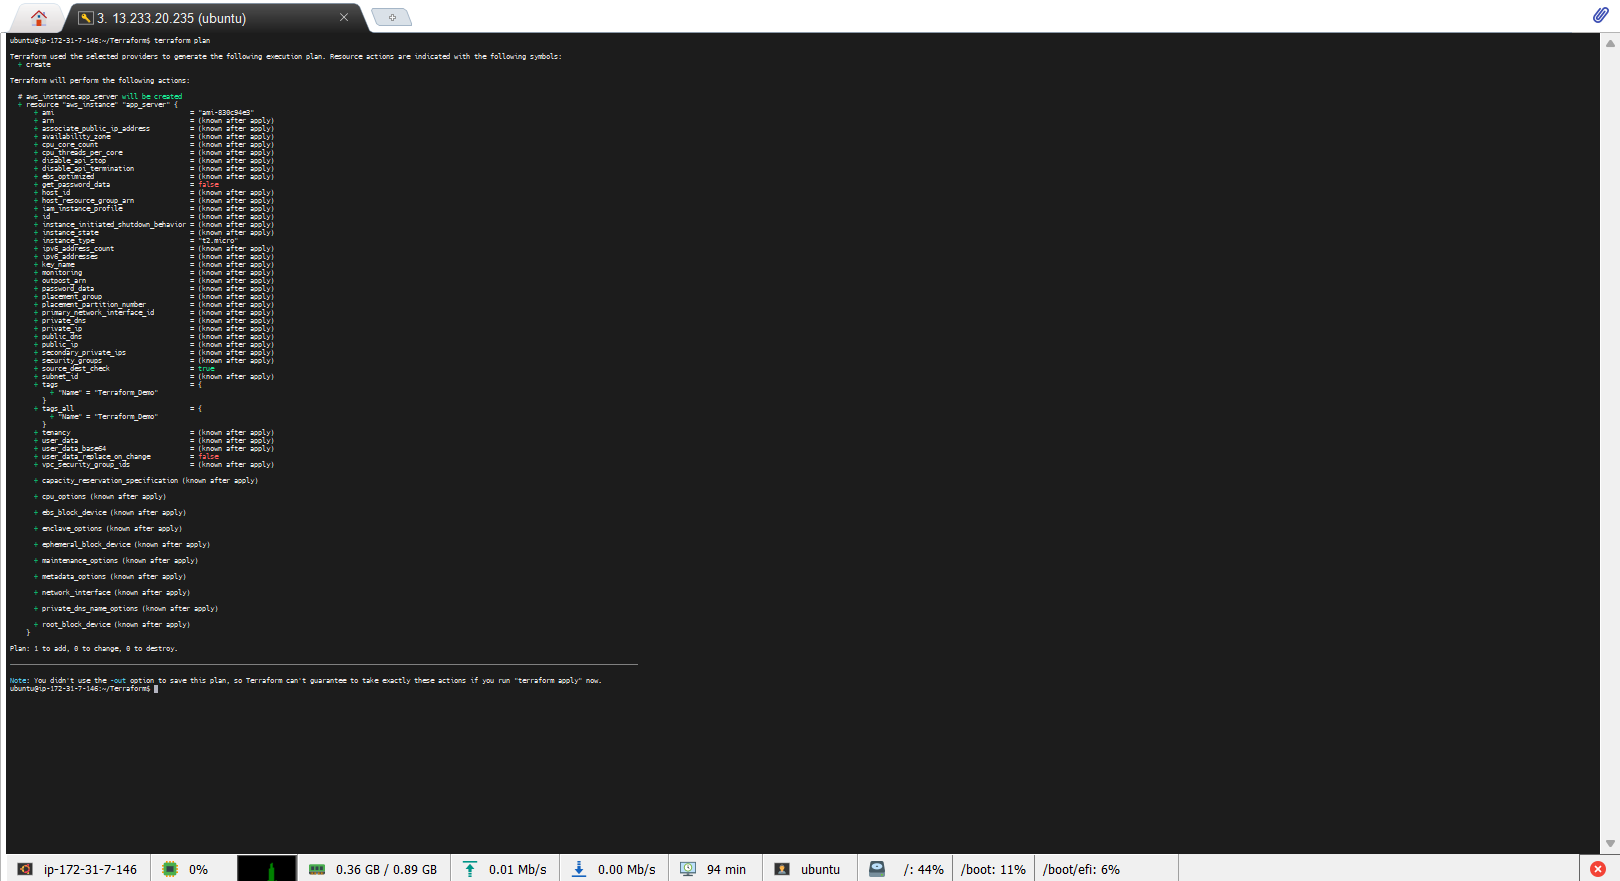 3. 13.233.20.235 (ubuntu)
ubuntu@ip-172-31-7-146:~/Terraform$ terraform plan
Terraform used the selected providers to generate the following execution plan. Resource actions are indicated with the following symbols:
+ create
Terraform will perform the following actions:
# aws_instance.app_server will be created
+ resource "aws_instance" "app_server" {
+ ami = "ami-830c94e3"
+ arn = (known after apply)
+ associate_public_ip_address = (known after apply)
+ availability_zone = (known after apply)
+ cpu_core_count = (known after apply)
+ cpu_threads_per_core = (known after apply)
+ disable_api_stop = (known after apply)
+ disable_api_termination = (known after apply)
+ ebs_optimized = (known after apply)
+ get_password_data = false
+ host_id = (known after apply)
+ host_resource_group_arn = (known after apply)
+ iam_instance_profile = (known after apply)
+ id = (known after apply)
+ instance_initiated_shutdown_behavior = (known after apply)
+ instance_state = (known after apply)
+ instance_type = "t2.micro"
+ ipv6_address_count = (known after apply)
+ ipv6_addresses = (known after apply)
+ key_name = (known after apply)
+ monitoring = (known after apply)
+ outpost_arn = (known after apply)
+ password_data = (known after apply)
+ placement_group = (known after apply)
+ placement_partition_number = (known after apply)
+ primary_network_interface_id = (known after apply)
+ private_dns = (known after apply)
+ private_ip = (known after apply)
+ public_dns = (known after apply)
+ public_ip = (known after apply)
+ secondary_private_ips = (known after apply)
+ security_groups = (known after apply)
+ source_dest_check = true
+ subnet_id = (known after apply)
+ tags = {
+ "Name" = "Terraform_Demo"
}
+ tags_all = {
+ "Name" = "Terraform_Demo"
}
+ tenancy = (known after apply)
+ user_data = (known after apply)
+ user_data_base64 = (known after apply)
+ user_data_replace_on_change = false
+ vpc_security_group_ids = (known after apply)
+ capacity_reservation_specification (known after apply)
+ cpu_options (known after apply)
+ ebs_block_device (known after apply)
+ enclave_options (known after apply)
+ ephemeral_block_device (known after apply)
+ maintenance_options (known after apply)
+ metadata_options (known after apply)
+ network_interface (known after apply)
+ private_dns_name_options (known after apply)
+ root_block_device (known after apply)
}
Plan: 1 to add, 0 to change, 0 to destroy.
Note: You didn't use the -out option to save this plan, so Terraform can't guarantee to take exactly these actions if you run "terraform apply" now.
ubuntu@ip-172-31-7-146:~/Terraform$
ip-172-31-7-146 0% 0.36 GB / 0.89 GB 0.01 Mb/s 0.00 Mb/s 94 min ubuntu /: 44% /boot: 11% /boot/efi: 6%